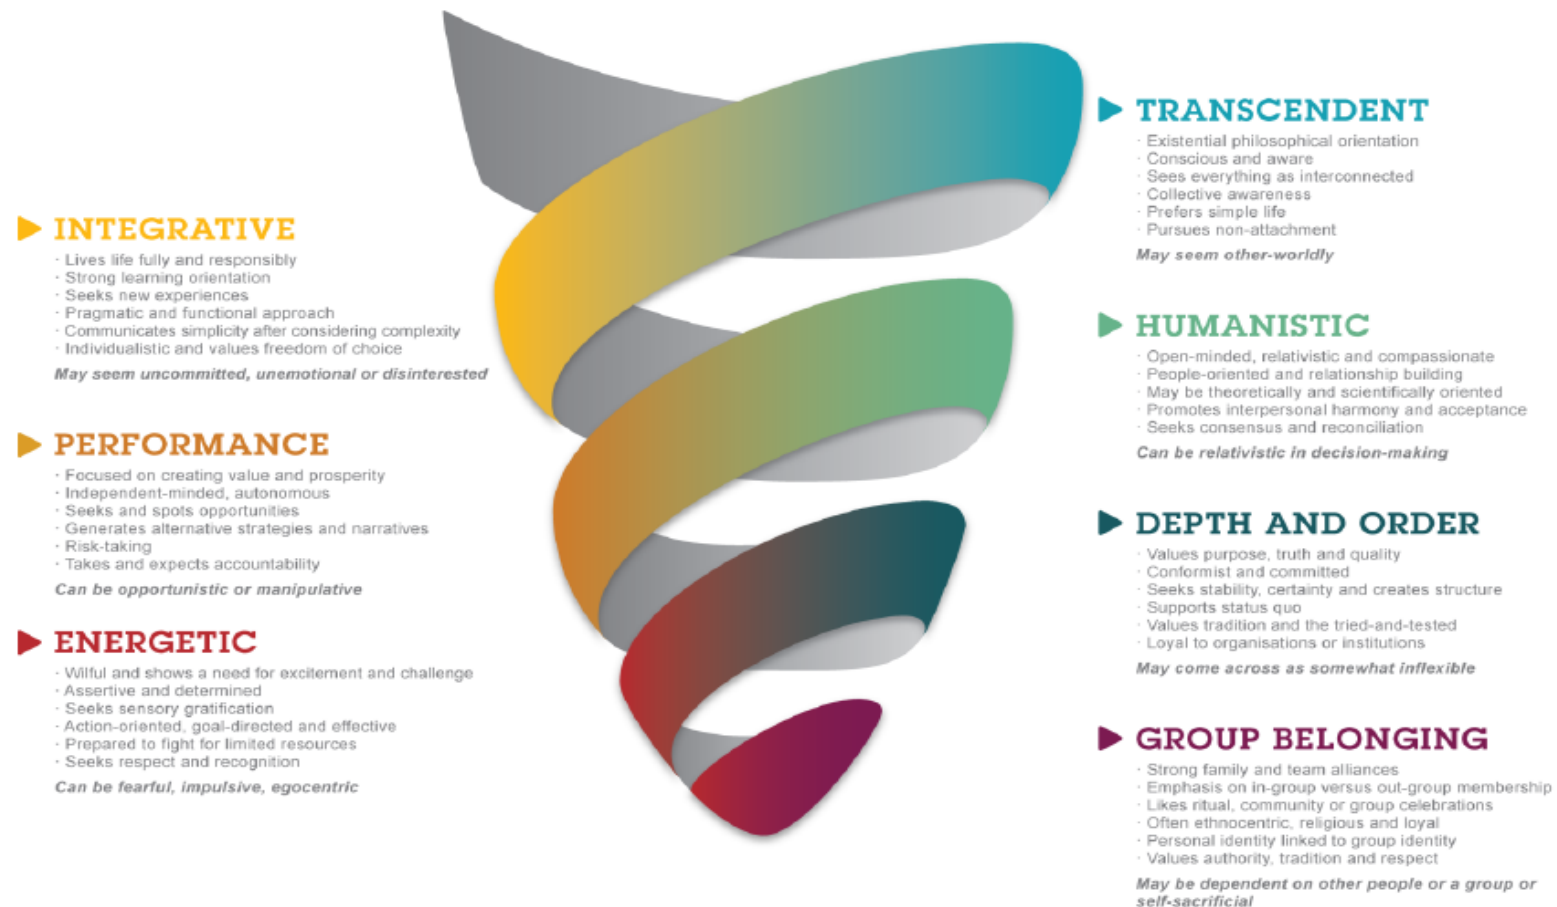 INTEGRATIVE
· Lives life fully and responsibly
· Strong learning orientation
· Seeks new experiences
· Pragmatic and functional approach
· Communicates simplicity after considering complexity
· Individualistic and values freedom of choice
May seem uncommitted, unemotional or disinterested
PERFORMANCE
· Focused on creating value and prosperity
· Independent-minded, autonomous
· Seeks and spots opportunities
· Generates alternative strategies and narratives
· Risk-taking
· Takes and expects accountability
Can be opportunistic or manipulative
ENERGETIC
· Wilful and shows a need for excitement and challenge
· Assertive and determined
· Seeks sensory gratification
· Action-oriented, goal-directed and effective
· Prepared to fight for limited resources
· Seeks respect and recognition
Can be fearful, impulsive, egocentric
TRANSCENDENT
· Existential philosophical orientation
· Conscious and aware
· Sees everything as interconnected
· Collective awareness
· Prefers simple life
· Pursues non-attachment
May seem other-worldly
HUMANISTIC
· Open-minded, relativistic and compassionate
· People-oriented and relationship building
· May be theoretically and scientifically oriented
· Promotes interpersonal harmony and acceptance
· Seeks consensus and reconciliation
Can be relativistic in decision-making
DEPTH AND ORDER
· Values purpose, truth and quality
· Conformist and committed
· Seeks stability, certainty and creates structure
· Supports status quo
· Values tradition and the tried-and-tested
· Loyal to organisations or institutions
May come across as somewhat inflexible
GROUP BELONGING
· Strong family and team alliances
· Emphasis on in-group versus out-group membership
· Likes ritual, community or group celebrations
· Often ethnocentric, religious and loyal
· Personal identity linked to group identity
· Values authority, tradition and respect
May be dependent on other people or a group or
self-sacrificial